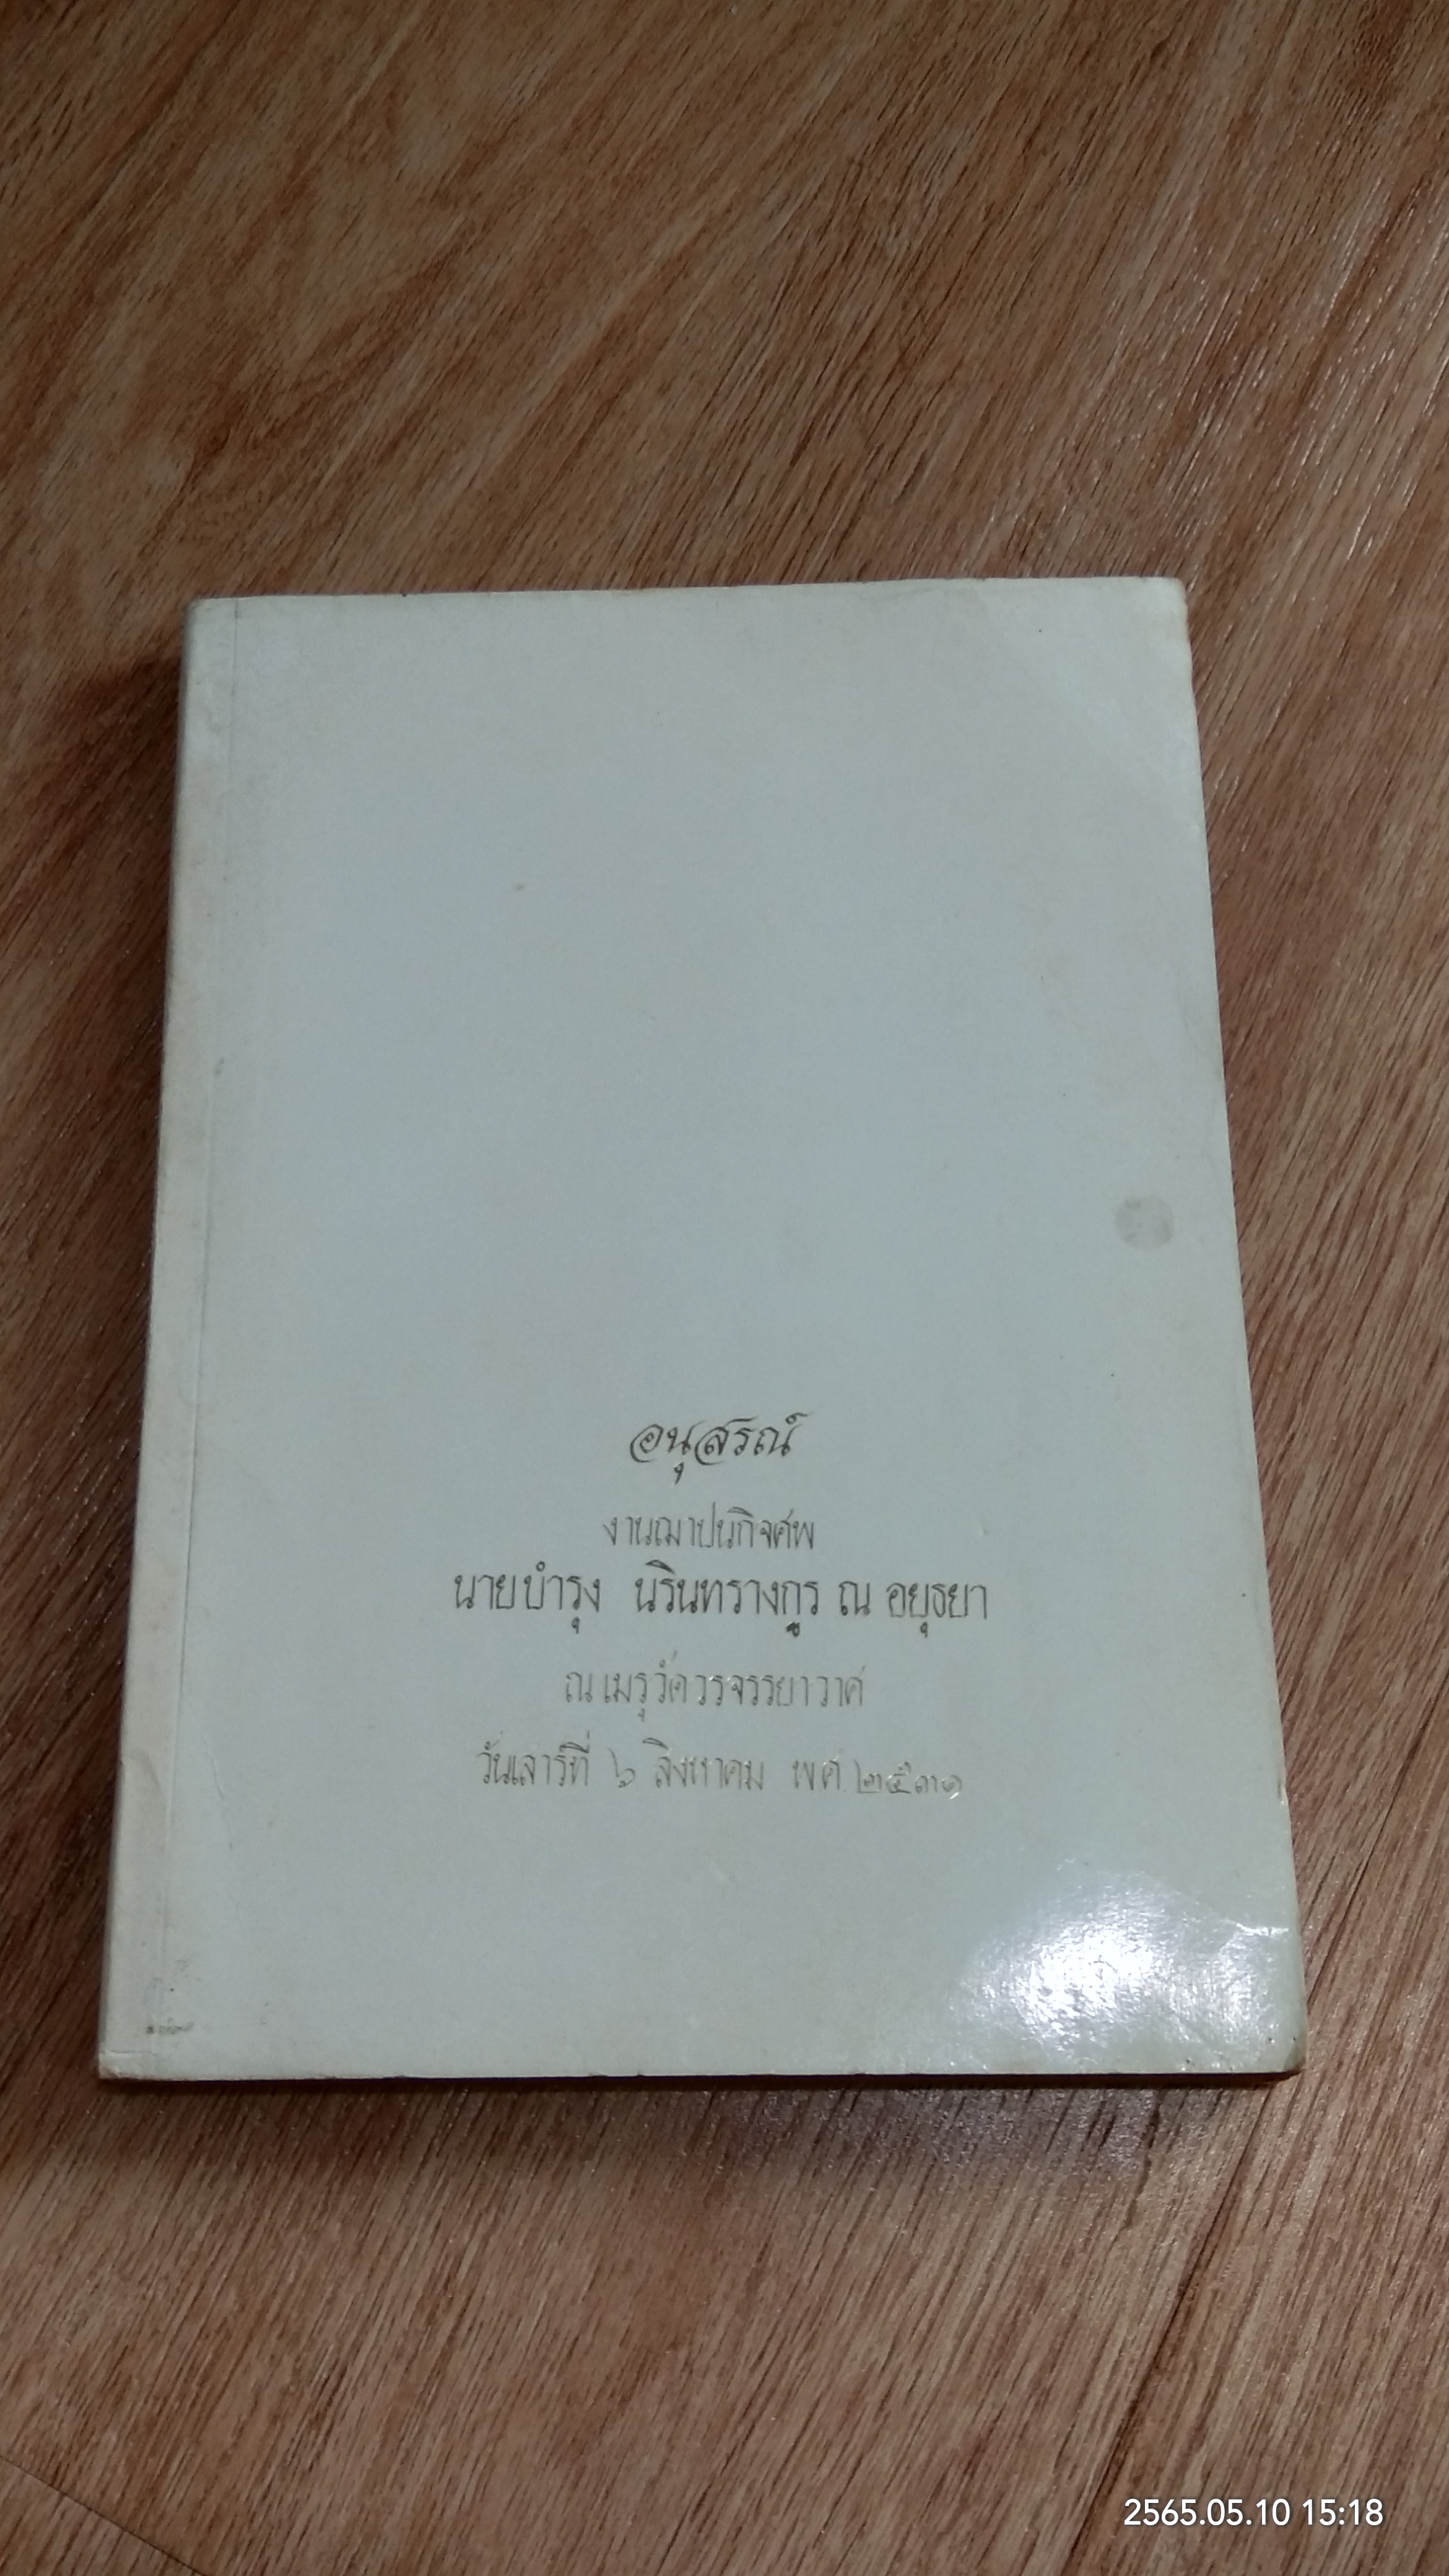 อนุสรณ์
งานฌาปนกิจศพ
นายบำรุง นรินทรางกูร ณ อยุธยา
ณ เมรุวัดวรจรรยาวาศ
วันเสาร์ที่ ๖ สิงหาคม พศ ๒๕๓๑
2565.05.10 15:18